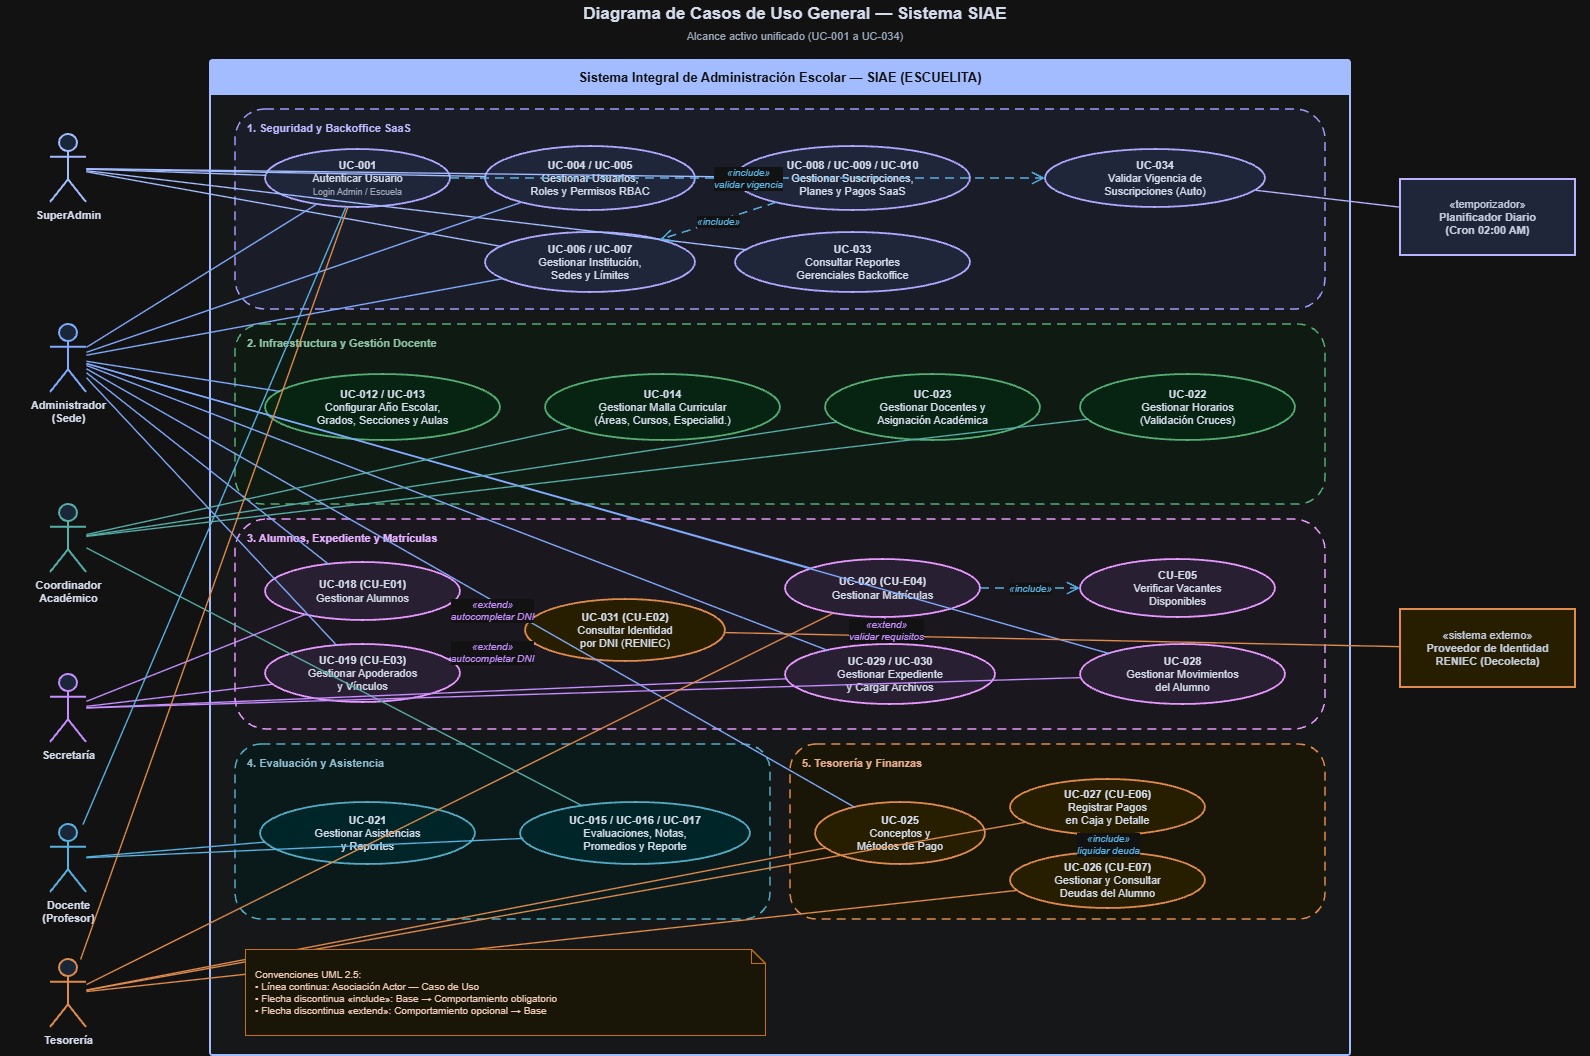 Diagrama de Casos de Uso General — Sistema SIAE
Alcance activo unificado (UC-001 a UC-034)
Sistema Integral de Administración Escolar — SIAE (ESCUELITA)
1. Seguridad y Backoffice SaaS
UC-001
Autenticar Usuario
Login Admin / Escuela
UC-004 / UC-005
Gestionar Usuarios,
Roles y Permisos RBAC
«include»
validar vigencia
UC-008 / UC-009 / UC-010
Gestionar Suscripciones,
Planes y Pagos SaaS
UC-034
Validar Vigencia de
Suscripciones (Auto)
«include»
UC-006 / UC-007
Gestionar Institución,
Sedes y Límites
UC-033
Consultar Reportes
Gerenciales Backoffice
SuperAdmin
«temporizador»
Planificador Diario
(Cron 02:00 AM)
2. Infraestructura y Gestión Docente
UC-012 / UC-013
Configurar Año Escolar,
Grados, Secciones y Aulas
UC-014
Gestionar Malla Curricular
(Áreas, Cursos, Especialid.)
UC-023
Gestionar Docentes y
Asignación Académica
UC-022
Gestionar Horarios
(Validación Cruces)
Administrador
(Sede)
3. Alumnos, Expediente y Matrículas
UC-018 (CU-E01)
Gestionar Alumnos
«extend»
autocompletar DNI
UC-031 (CU-E02)
Consultar Identidad
por DNI (RENIEC)
UC-020 (CU-E04)
Gestionar Matrículas
«include»
CU-E05
Verificar Vacantes
Disponibles
Coordinador
Académico
«extend»
validar requisitos
UC-019 (CU-E03)
Gestionar Apoderados
y Vínculos
«extend»
autocompletar DNI
UC-029 / UC-030
Gestionar Expediente
y Cargar Archivos
UC-028
Gestionar Movimientos
del Alumno
«sistema externo»
Proveedor de Identidad
RENIEC (Decolecta)
Secretaría
4. Evaluación y Asistencia
UC-021
Gestionar Asistencias
y Reportes
UC-015 / UC-016 / UC-017
Evaluaciones, Notas,
Promedios y Reporte
5. Tesorería y Finanzas
UC-025
Conceptos y
Métodos de Pago
UC-027 (CU-E06)
Registrar Pagos
en Caja y Detalle
«include»
liquidar deuda
UC-026 (CU-E07)
Gestionar y Consultar
Deudas del Alumno
Docente
(Profesor)
Convenciones UML 2.5:
• Línea continua: Asociación Actor — Caso de Uso
• Flecha discontinua «include»: Base → Comportamiento obligatorio
• Flecha discontinua «extend»: Comportamiento opcional → Base
Tesorería